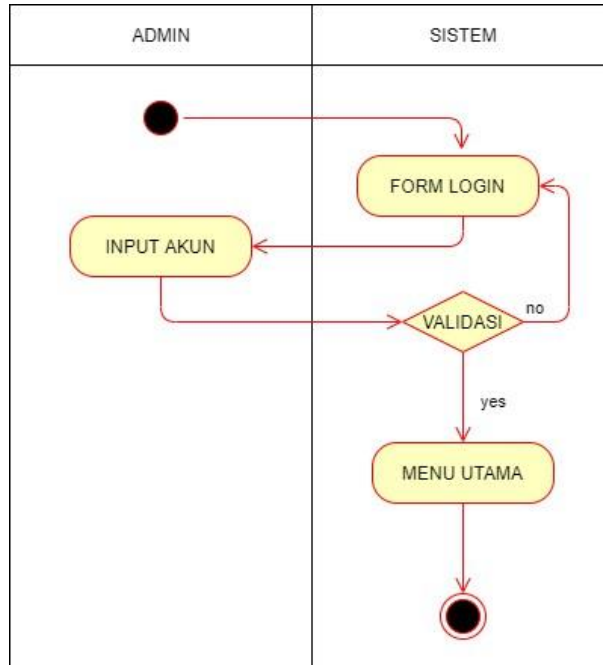 ADMIN
SISTEM
FORM LOGIN
INPUT AKUN
VALIDASI
no
yes
MENU UTAMA